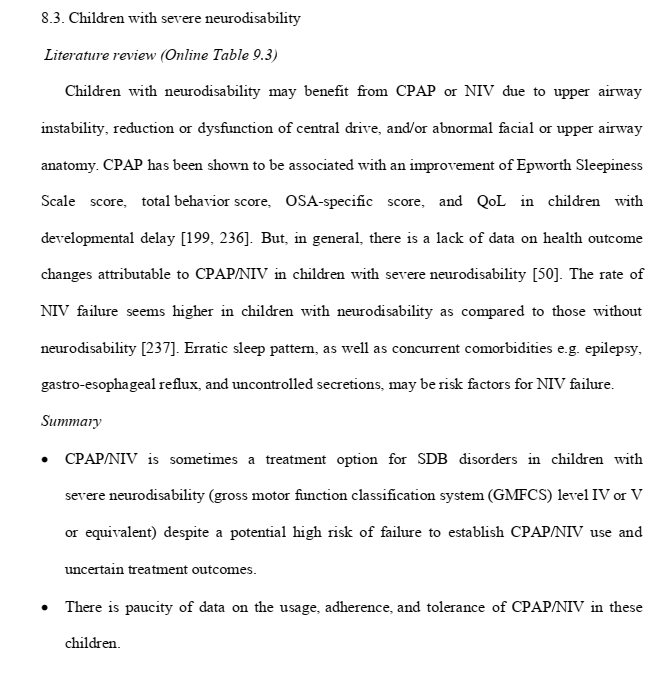 8.3. Children with severe neurodisability
Literature review (Online Table 9.3)
Children with neurodisability may benefit from CPAP or NIV due to upper airway
instability, reduction or dysfunction of central drive, and/or abnormal facial or upper airway
anatomy. CPAP has been shown to be associated with an improvement of Epworth Sleepiness
Scale score, total behavior score, OSA-specific score, and QoL in children with
developmental delay [199, 236]. But, in general, there is a lack of data on health outcome
changes attributable to CPAP/NIV in children with severe neurodisability [50]. The rate of
NIV failure seems higher in children with neurodisability as compared to those without
neurodisability [237]. Erratic sleep pattern, as well as concurrent comorbidities e.g. epilepsy,
gastro-esophageal reflux, and uncontrolled secretions, may be risk factors for NIV failure.
Summary
• CPAP/NIV is sometimes a treatment option for SDB disorders in children with
severe neurodisability (gross motor function classification system (GMFCS) level IV or V
or equivalent) despite a potential high risk of failure to establish CPAP/NIV use and
uncertain treatment outcomes.
• There is paucity of data on the usage, adherence, and tolerance of CPAP/NIV in these
children.